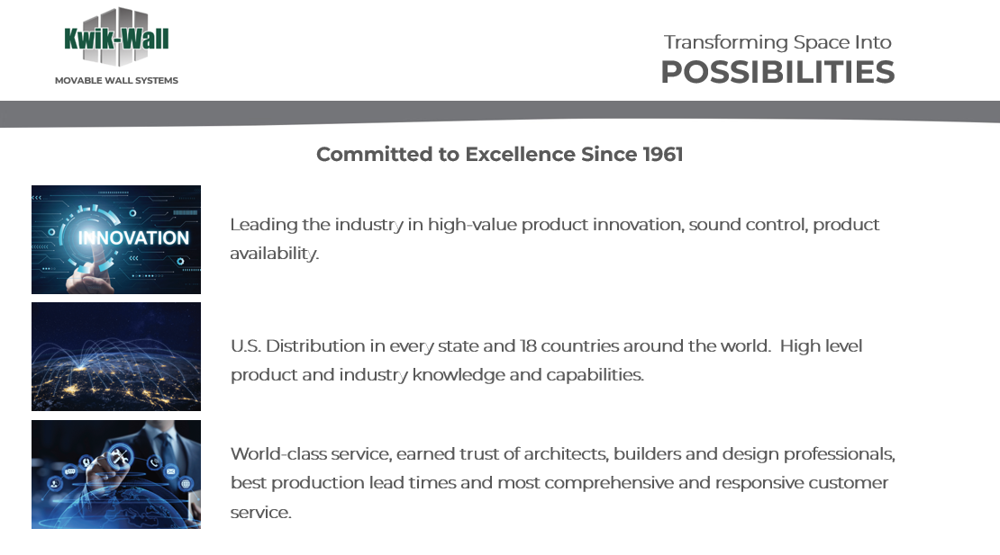 Kwik-Wall
MOVABLE WALL SYSTEMS
Transforming Space Into
POSSIBILITIES
Committed to Excellence Since 1961
INNOVATION
Leading the industry in high-value product innovation, sound control, product
availability.
U.S. Distribution in every state and 18 countries around the world.  High level
product and industry knowledge and capabilities.
World-class service, earned trust of architects, builders and design professionals,
best production lead times and most comprehensive and responsive customer
service.